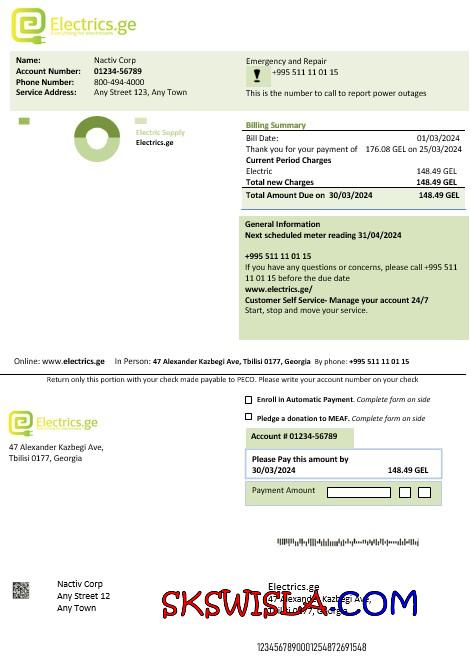 Electrics.ge
Name: Nactiv Corp
Account Number: 01234-56789
Phone Number: 800-494-4000
Service Address: Any Street 123, Any Town
Emergency and Repair
+995 511 11 01 15
This is the number to call to report power outages
Electric Supply
Electrics.ge
Billing Summary
Bill Date: 01/03/2024
Thank you for your payment of 176.08 GEL on 25/03/2024
Current Period Charges
Electric 148.49 GEL
Total new Charges 148.49 GEL
Total Amount Due on 30/03/2024 148.49 GEL
General Information
Next scheduled meter reading 31/04/2024
+995 511 11 01 15
If you have any questions or concerns, please call +995 511
11 01 15 before the due date
www.electrics.ge/
Customer Self Service- Manage your account 24/7
Start, stop and move your service.
Online: www.electrics.ge In Person: 47 Alexander Kazbegi Ave, Tbilisi 0177, Georgia By phone: +995 511 11 01 15
Return only this portion with your check made payable to PECO. Please write your account number on your check
Electrics.ge
47 Alexander Kazbegi Ave,
Tbilisi 0177, Georgia
Enroll in Automatic Payment. Complete form on side
Pledge a donation to MEAF. Complete form on side
Account # 01234-56789
Please Pay this amount by
30/03/2024 148.49 GEL
Payment Amount
Nactiv Corp
Any Street 12
Any Town
Electrics.ge
47 Alexander Kazbegi Ave,
Tbilisi 0177, Georgia
SKSWISLA.COM
1234567890001254872691548